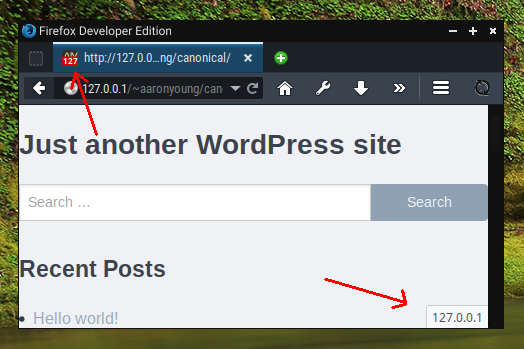 Firefox Developer Edition
127
http://127.0.0...ng/canonical/
127.0.0.1/~aaronyoung/can
Just another WordPress site
Search …
Search
Recent Posts
Hello world!
127.0.0.1